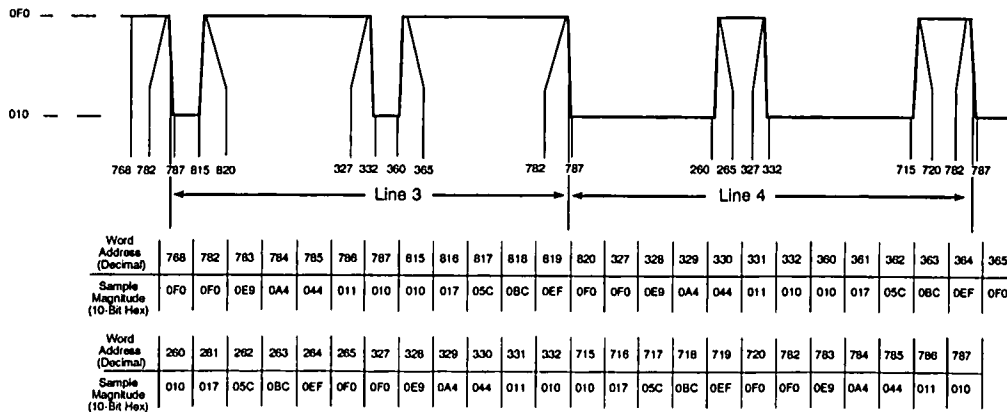 0F0
010
768 782 787 815 820 327 332 360 365 782 787 260 265 327 332 715 720 782 787
Line 3 Line 4
Word Address (Decimal) 768 782 783 784 785 786 787 815 816 817 818 819 820 327 328 329 330 331 332 360 361 362 363 364 365
Sample Magnitude (10-Bit Hex) 0F0 0F0 0E9 0A4 044 011 010 010 017 05C 0BC 0EF 0F0 0F0 0E9 0A4 044 011 010 010 017 05C 0BC 0EF 0F0
Word Address (Decimal) 260 261 262 263 264 265 327 328 329 330 331 332 715 716 717 718 719 720 782 783 784 785 786 787
Sample Magnitude (10-Bit Hex) 010 017 05C 0BC 0EF 0F0 0F0 0E9 0A4 044 011 010 010 017 05C 0BC 0EF 0F0 0F0 0E9 0A4 044 011 010